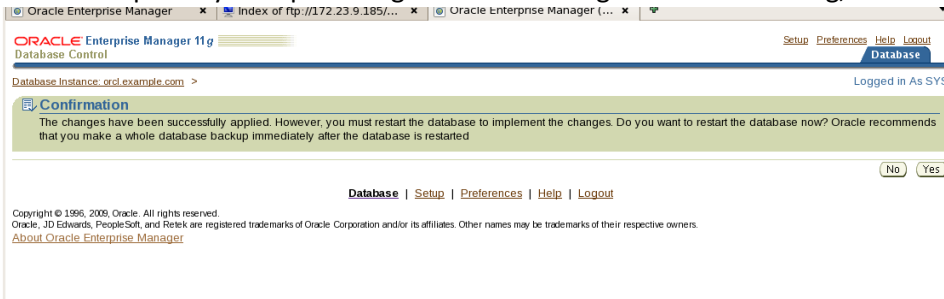 Oracle Enterprise Manager × Index of ftp://172.23.9.185/... × Oracle Enterprise Manager (... ×
ORACLE Enterprise Manager 11g
Setup Preferences Help Logout
Database Control
Database
Database Instance: orcl.example.com >
Logged in As SYS
Confirmation
The changes have been successfully applied. However, you must restart the database to implement the changes. Do you want to restart the database now? Oracle recommends
that you make a whole database backup immediately after the database is restarted
No Yes
Database | Setup | Preferences | Help | Logout
Copyright © 1996, 2009, Oracle. All rights reserved.
Oracle, JD Edwards, PeopleSoft, and Retek are registered trademarks of Oracle Corporation and/or its affiliates. Other names may be trademarks of their respective owners.
About Oracle Enterprise Manager